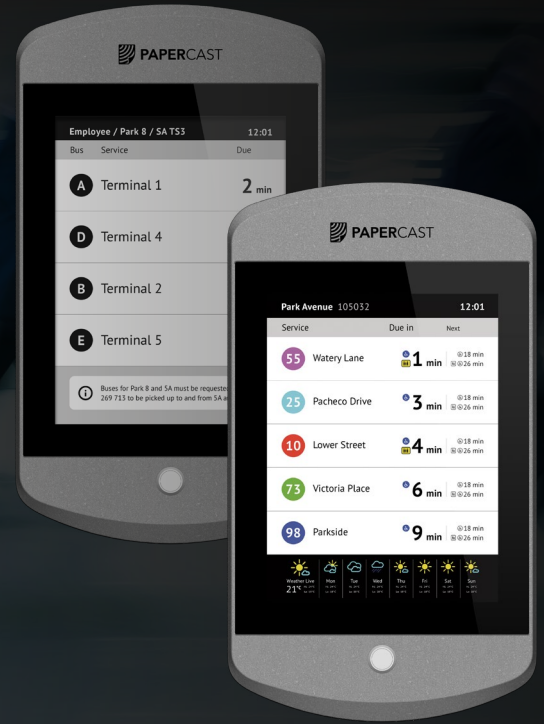 PAPERCAST
Employee / Park 8 / SA TS3 12:01
Bus Service Due
A Terminal 1 2 min
D Terminal 4
B Terminal 2
E Terminal 5
Buses for Park 8 and 5A must be requeste
269 713 to be picked up to and from 5A a
PAPERCAST
Park Avenue 105032 12:01
Service Due in Next
55 Watery Lane 1 min 18 min
26 min
25 Pacheco Drive 3 min 18 min
26 min
10 Lower Street 4 min 18 min
26 min
73 Victoria Place 6 min 18 min
26 min
98 Parkside 9 min 18 min
26 min
Weather Live Mon Tue Wed Thu Fri Sat Sun
21°C